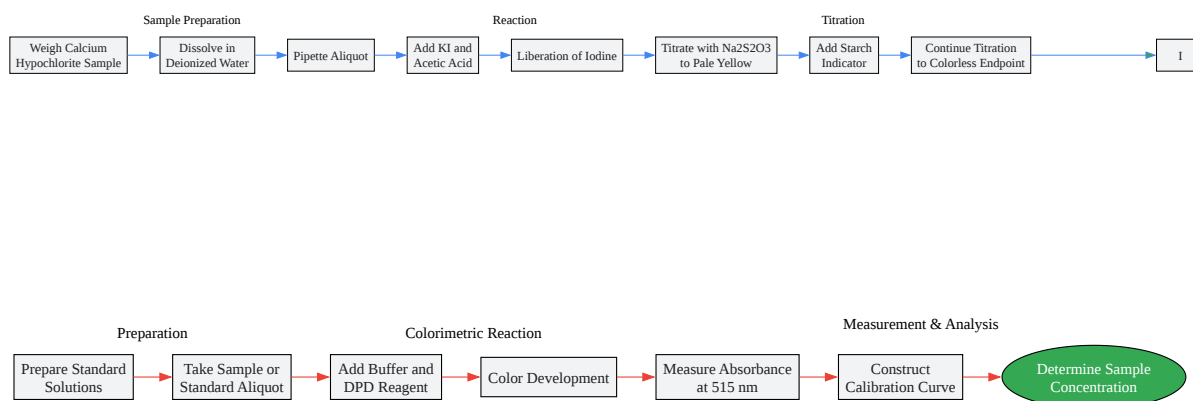 Sample Preparation
Reaction
Titration
Weigh Calcium
Hypochlorite Sample
Dissolve in
Deionized Water
Pipette Aliquot
Add KI and
Acetic Acid
Liberation of Iodine
Titrate with Na2S2O3
to Pale Yellow
Add Starch
Indicator
Continue Titration
to Colorless Endpoint
I
Preparation
Colorimetric Reaction
Measurement & Analysis
Prepare Standard
Solutions
Take Sample or
Standard Aliquot
Add Buffer and
DPD Reagent
Color Development
Measure Absorbance
at 515 nm
Construct
Calibration Curve
Determine Sample
Concentration